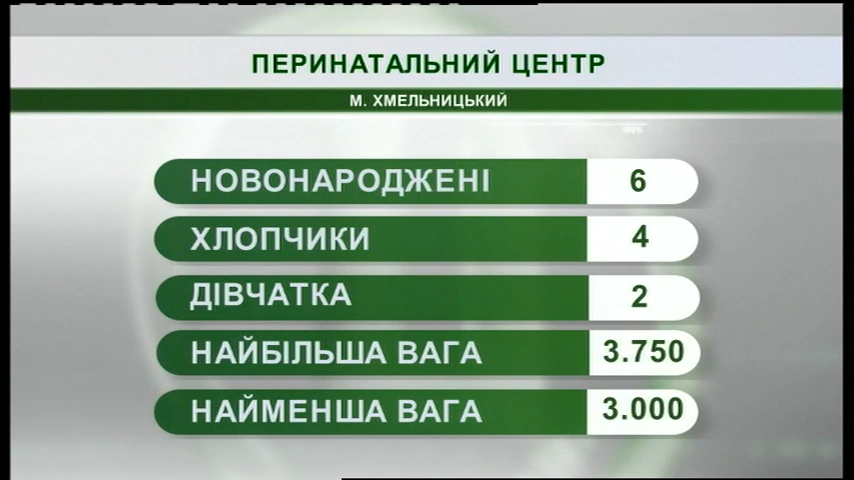 ПЕРИНАТАЛЬНИЙ ЦЕНТР
М. ХМЕЛЬНИЦЬКИЙ
НОВОНАРОДЖЕНІ 6
ХЛОПЧИКИ 4
ДІВЧАТКА 2
НАЙБІЛЬША ВАГА 3.750
НАЙМЕНША ВАГА 3.000